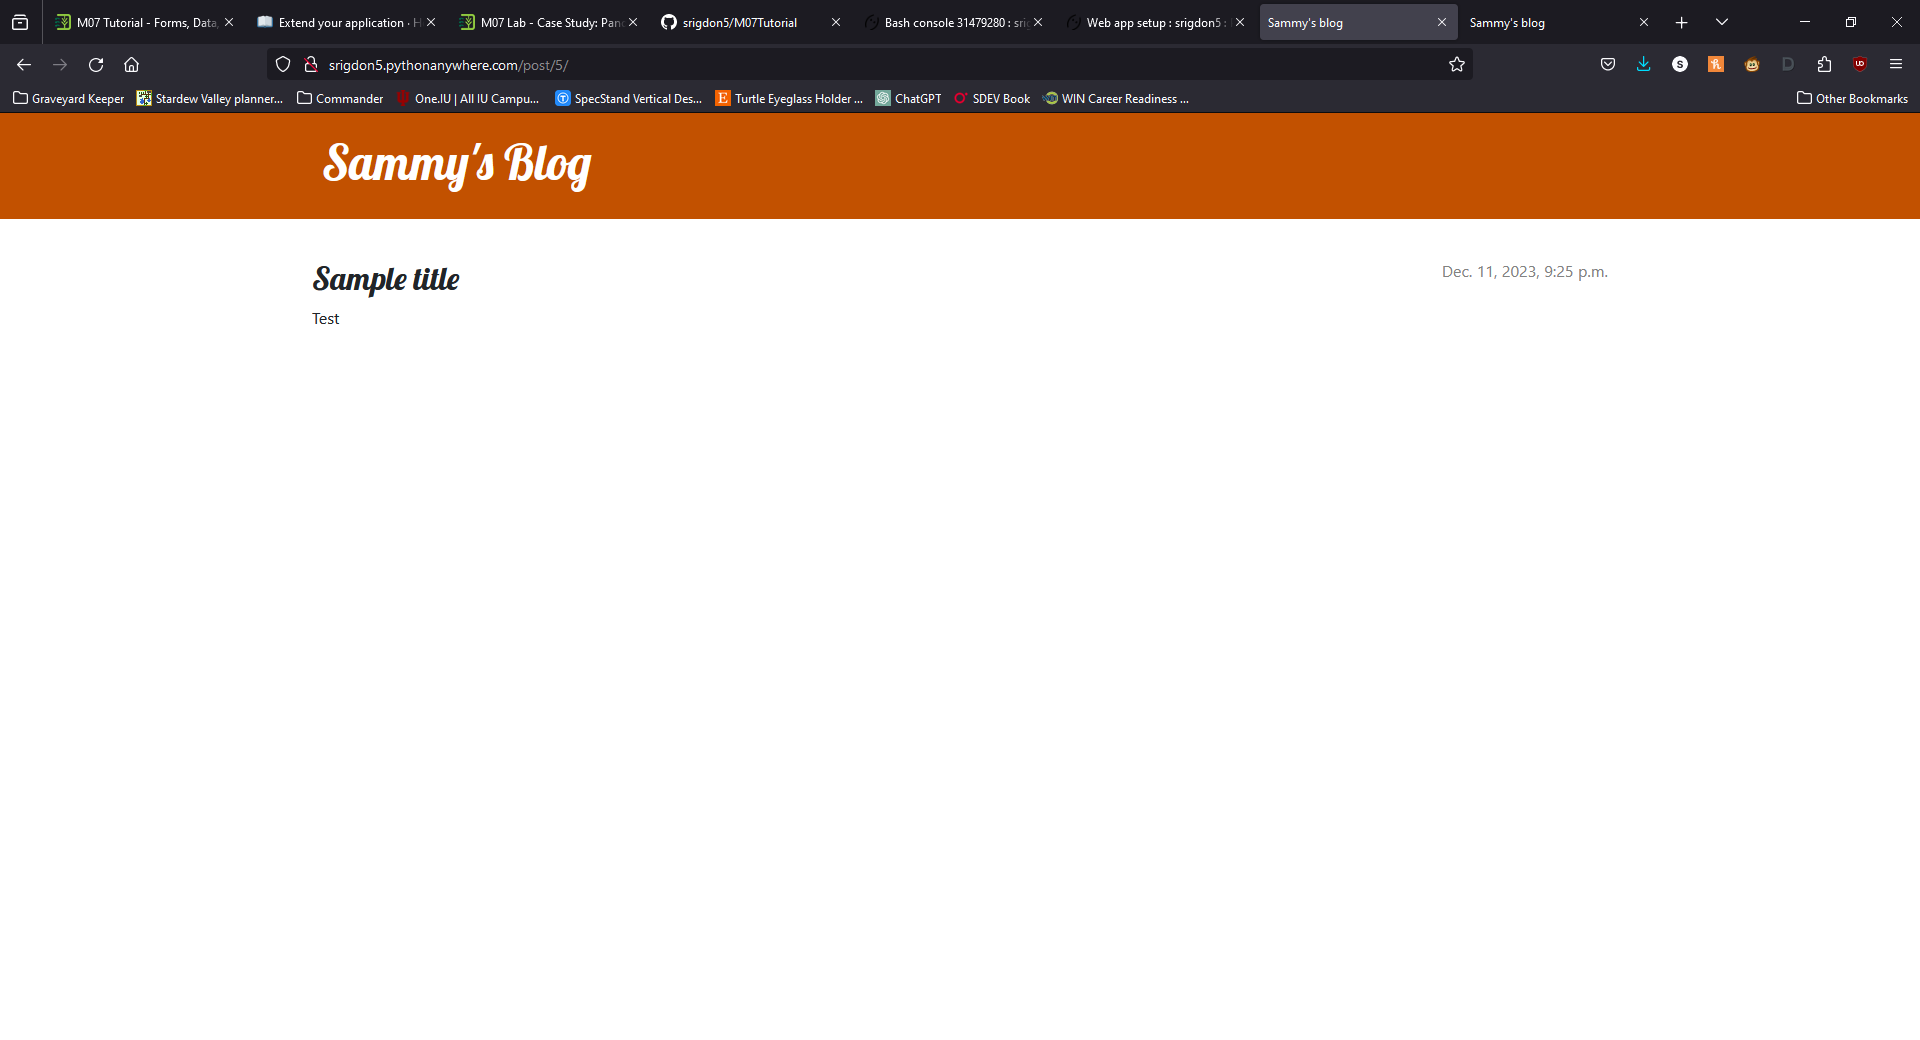 M07 Tutorial - Forms, Data,
Extend your application · H
M07 Lab - Case Study: Pand
srigdon5/M07Tutorial
Bash console 31479280 : srig
Web app setup : srigdon5 :
Sammy's blog
Sammy's blog
srigdon5.pythonanywhere.com/post/5/
Graveyard Keeper
Stardew Valley planner...
Commander
One.IU | All IU Campu...
SpecStand Vertical Des...
Turtle Eyeglass Holder ...
ChatGPT
SDEV Book
WIN Career Readiness ...
Other Bookmarks
Sammy's Blog
Sample title
Dec. 11, 2023, 9:25 p.m.
Test